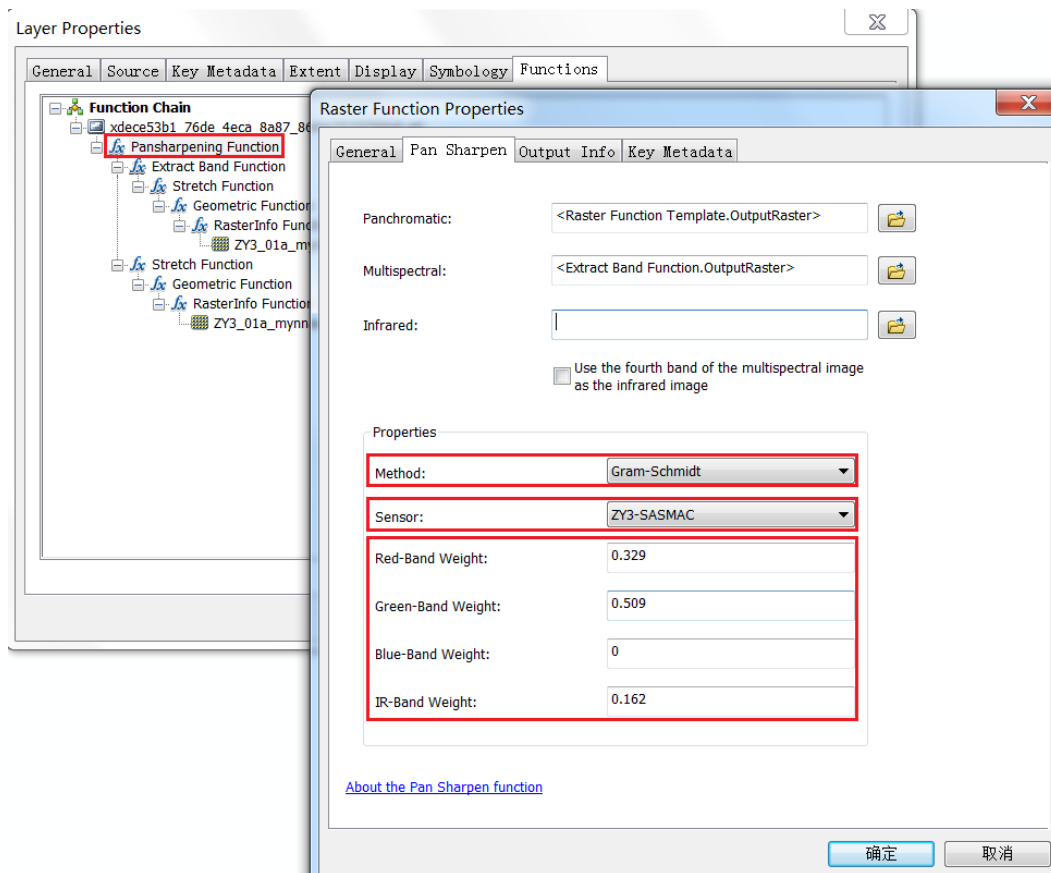 Layer Properties
General Source Key Metadata Extent Display Symbology Functions
Function Chain
xdece53b1_76de_4eca_8a87_86
Pansharpening Function
Extract Band Function
Stretch Function
Geometric Function
RasterInfo Func
ZY3_01a_m
Stretch Function
Geometric Function
RasterInfo Function
ZY3_01a_mynn
Raster Function Properties
General Pan Sharpen Output Info Key Metadata
Panchromatic: <Raster Function Template.OutputRaster>
Multispectral: <Extract Band Function.OutputRaster>
Infrared:
Use the fourth band of the multispectral image
as the infrared image
Properties
Method: Gram-Schmidt
Sensor: ZY3-SASMAC
Red-Band Weight: 0.329
Green-Band Weight: 0.509
Blue-Band Weight: 0
IR-Band Weight: 0.162
About the Pan Sharpen function
确定 取消